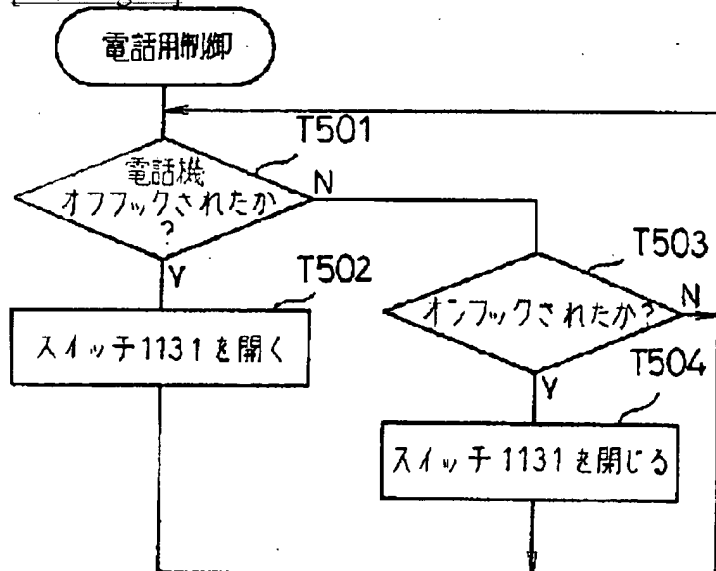 電話用制御
T501
電話機
オフフックされたか
?
N
Y
T502
スイッチ1131を開く
T503
オンフックされたか?
N
Y
T504
スイッチ1131を閉じる